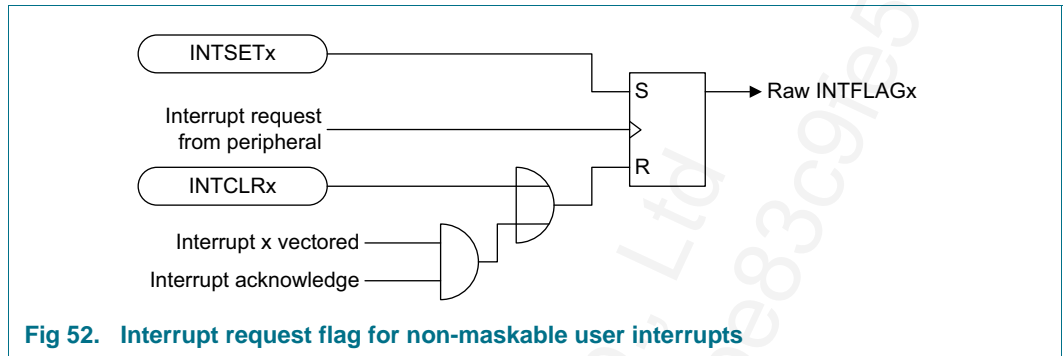 INTSETx
S
Raw INTFLAGx
Interrupt request
from peripheral
R
INTCLRx
Interrupt x vectored
Interrupt acknowledge
Fig 52. Interrupt request flag for non-maskable user interrupts
Ltd